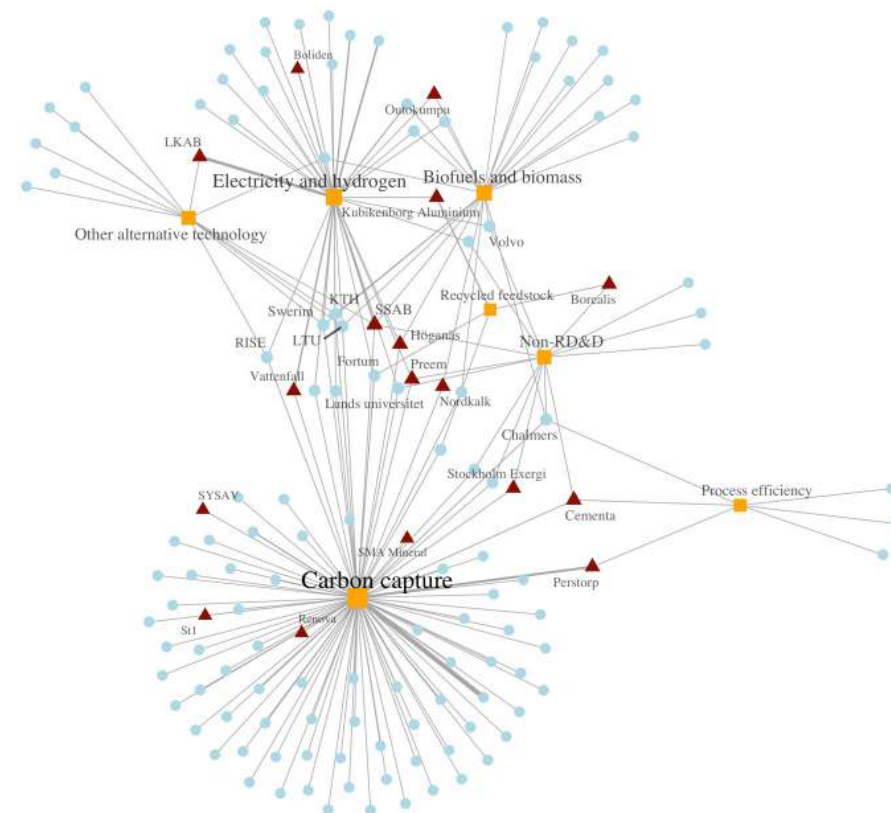 Boliden
Outokumpu
LKAB
Electricity and hydrogen
Biofuels and biomass
Kubikenborg Aluminium
Other alternative technology
Volvo
Recycled feedstock
Borealis
KTH
Swerim
SSAB
LTU
Höganäs
Non-RD&D
RISE
Fortum
Preem
Vattenfall
Lunds universitet
Nordkalk
Chalmers
Stockholm Exergi
SYSAV
Process efficiency
Cementa
SMA Mineral
Carbon capture
Perstorp
St1
Renova